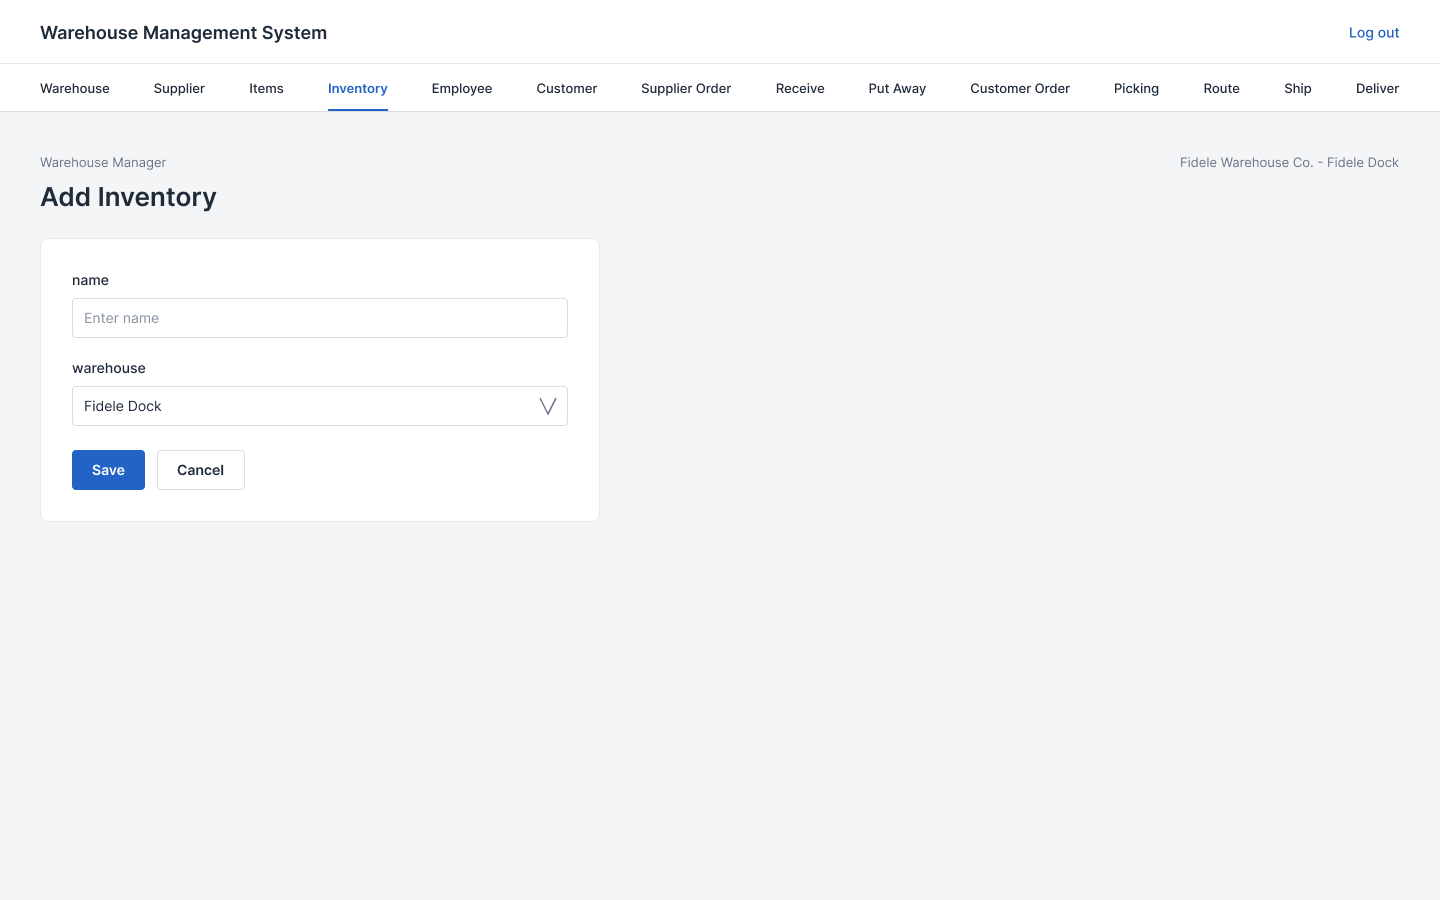 Warehouse Management System
Log out
Warehouse Supplier Items Inventory Employee Customer Supplier Order Receive Put Away Customer Order Picking Route Ship Deliver
Warehouse Manager
Fidele Warehouse Co. - Fidele Dock
Add Inventory
name
Enter name
warehouse
Fidele Dock
Save Cancel